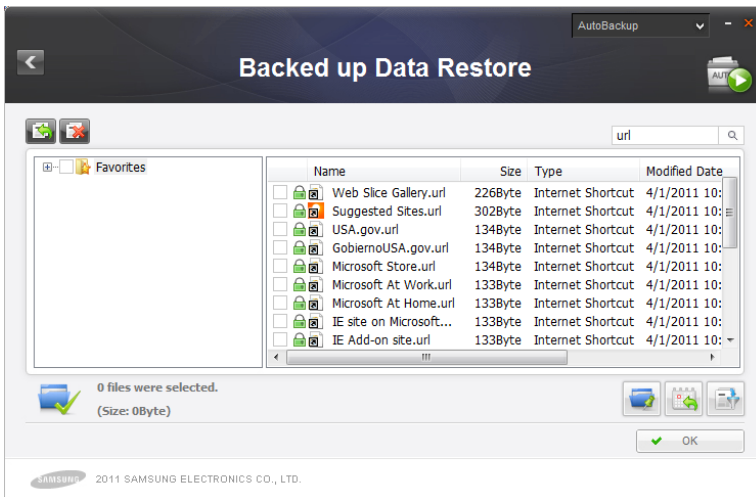 AutoBackup
Backed up Data Restore
AUTO
url
Favorites
Name Size Type Modified Date
Web Slice Gallery.url 226Byte Internet Shortcut 4/1/2011 10:
Suggested Sites.url 302Byte Internet Shortcut 4/1/2011 10:
USA.gov.url 134Byte Internet Shortcut 4/1/2011 10:
GobiernoUSA.gov.url 134Byte Internet Shortcut 4/1/2011 10:
Microsoft Store.url 134Byte Internet Shortcut 4/1/2011 10:
Microsoft At Work.url 133Byte Internet Shortcut 4/1/2011 10:
Microsoft At Home.url 133Byte Internet Shortcut 4/1/2011 10:
IE site on Microsoft... 133Byte Internet Shortcut 4/1/2011 10:
IE Add-on site.url 133Byte Internet Shortcut 4/1/2011 10:
0 files were selected.
(Size: 0Byte)
OK
SAMSUNG 2011 SAMSUNG ELECTRONICS CO., LTD.